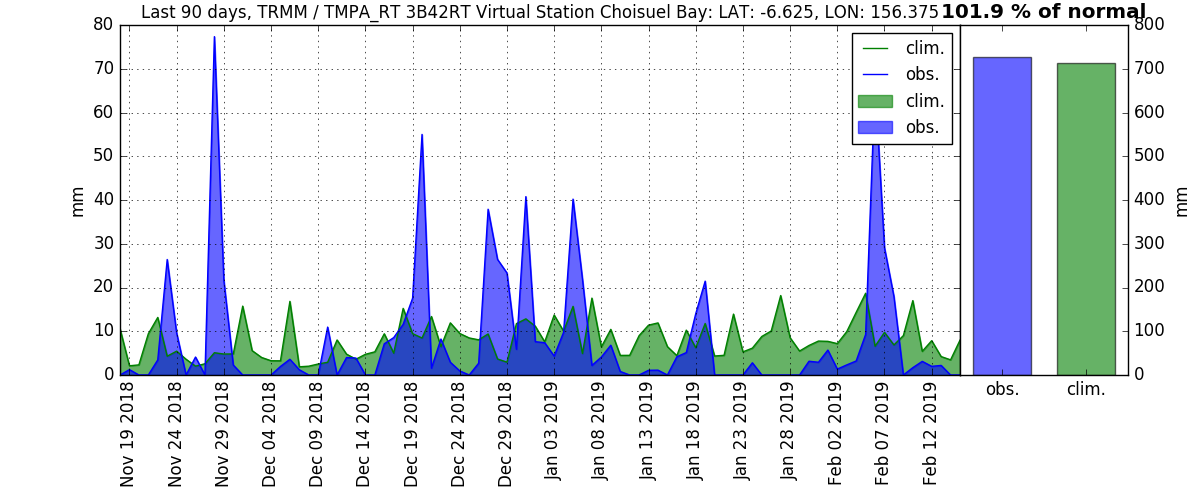 Last 90 days, TRMM / TMPA_RT 3B42RT Virtual Station Choisuel Bay: LAT: -6.625, LON: 156.375
101.9 % of normal
80
70
60
50
40
30
20
10
0
mm
clim.
obs.
clim.
obs.
Nov 19 2018
Nov 24 2018
Nov 29 2018
Dec 04 2018
Dec 09 2018
Dec 14 2018
Dec 19 2018
Dec 24 2018
Dec 29 2018
Jan 03 2019
Jan 08 2019
Jan 13 2019
Jan 18 2019
Jan 23 2019
Jan 28 2019
Feb 02 2019
Feb 07 2019
Feb 12 2019
800
700
600
500
400
300
200
100
0
mm
obs.
clim.